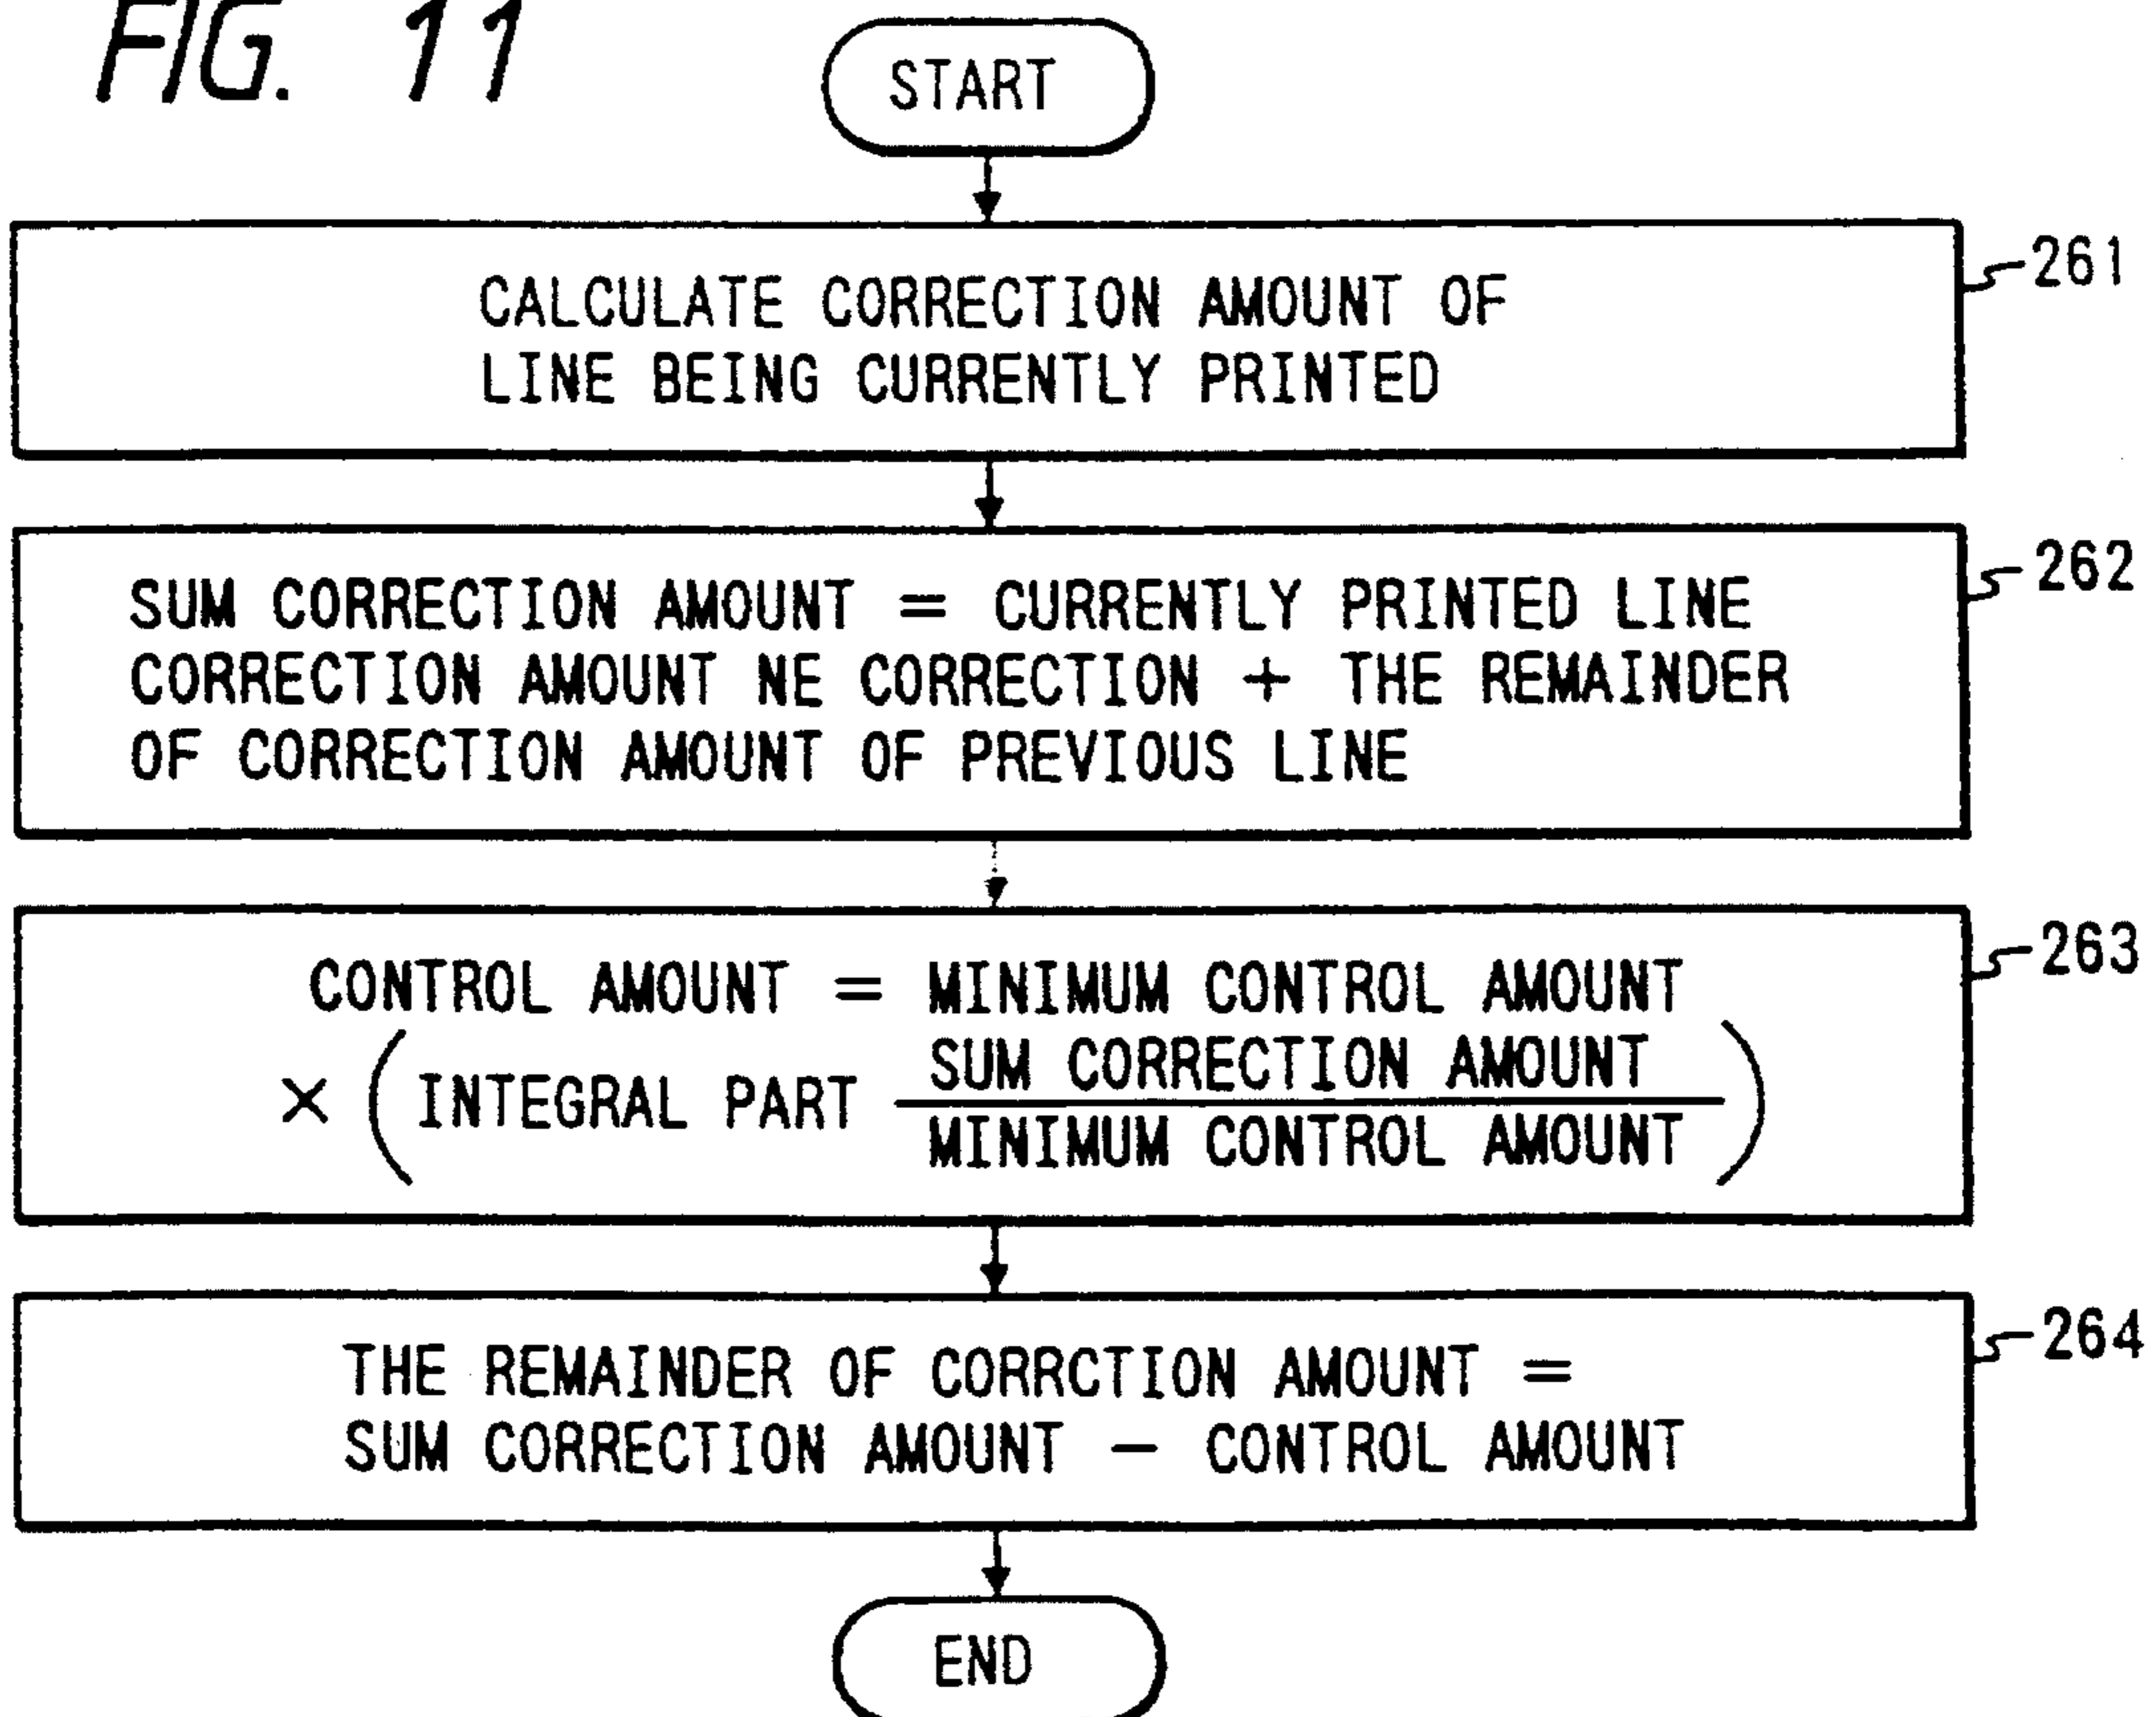 FIG. 11
START
CALCULATE CORRECTION AMOUNT OF
LINE BEING CURRENTLY PRINTED
261
SUM CORRECTION AMOUNT = CURRENTLY PRINTED LINE
CORRECTION AMOUNT NE CORRECTION + THE REMAINDER
OF CORRECTION AMOUNT OF PREVIOUS LINE
262
CONTROL AMOUNT = MINIMUM CONTROL AMOUNT
× ( INTEGRAL PART SUM CORRECTION AMOUNT
MINIMUM CONTROL AMOUNT )
263
THE REMAINDER OF CORRCTION AMOUNT =
SUM CORRECTION AMOUNT − CONTROL AMOUNT
264
END